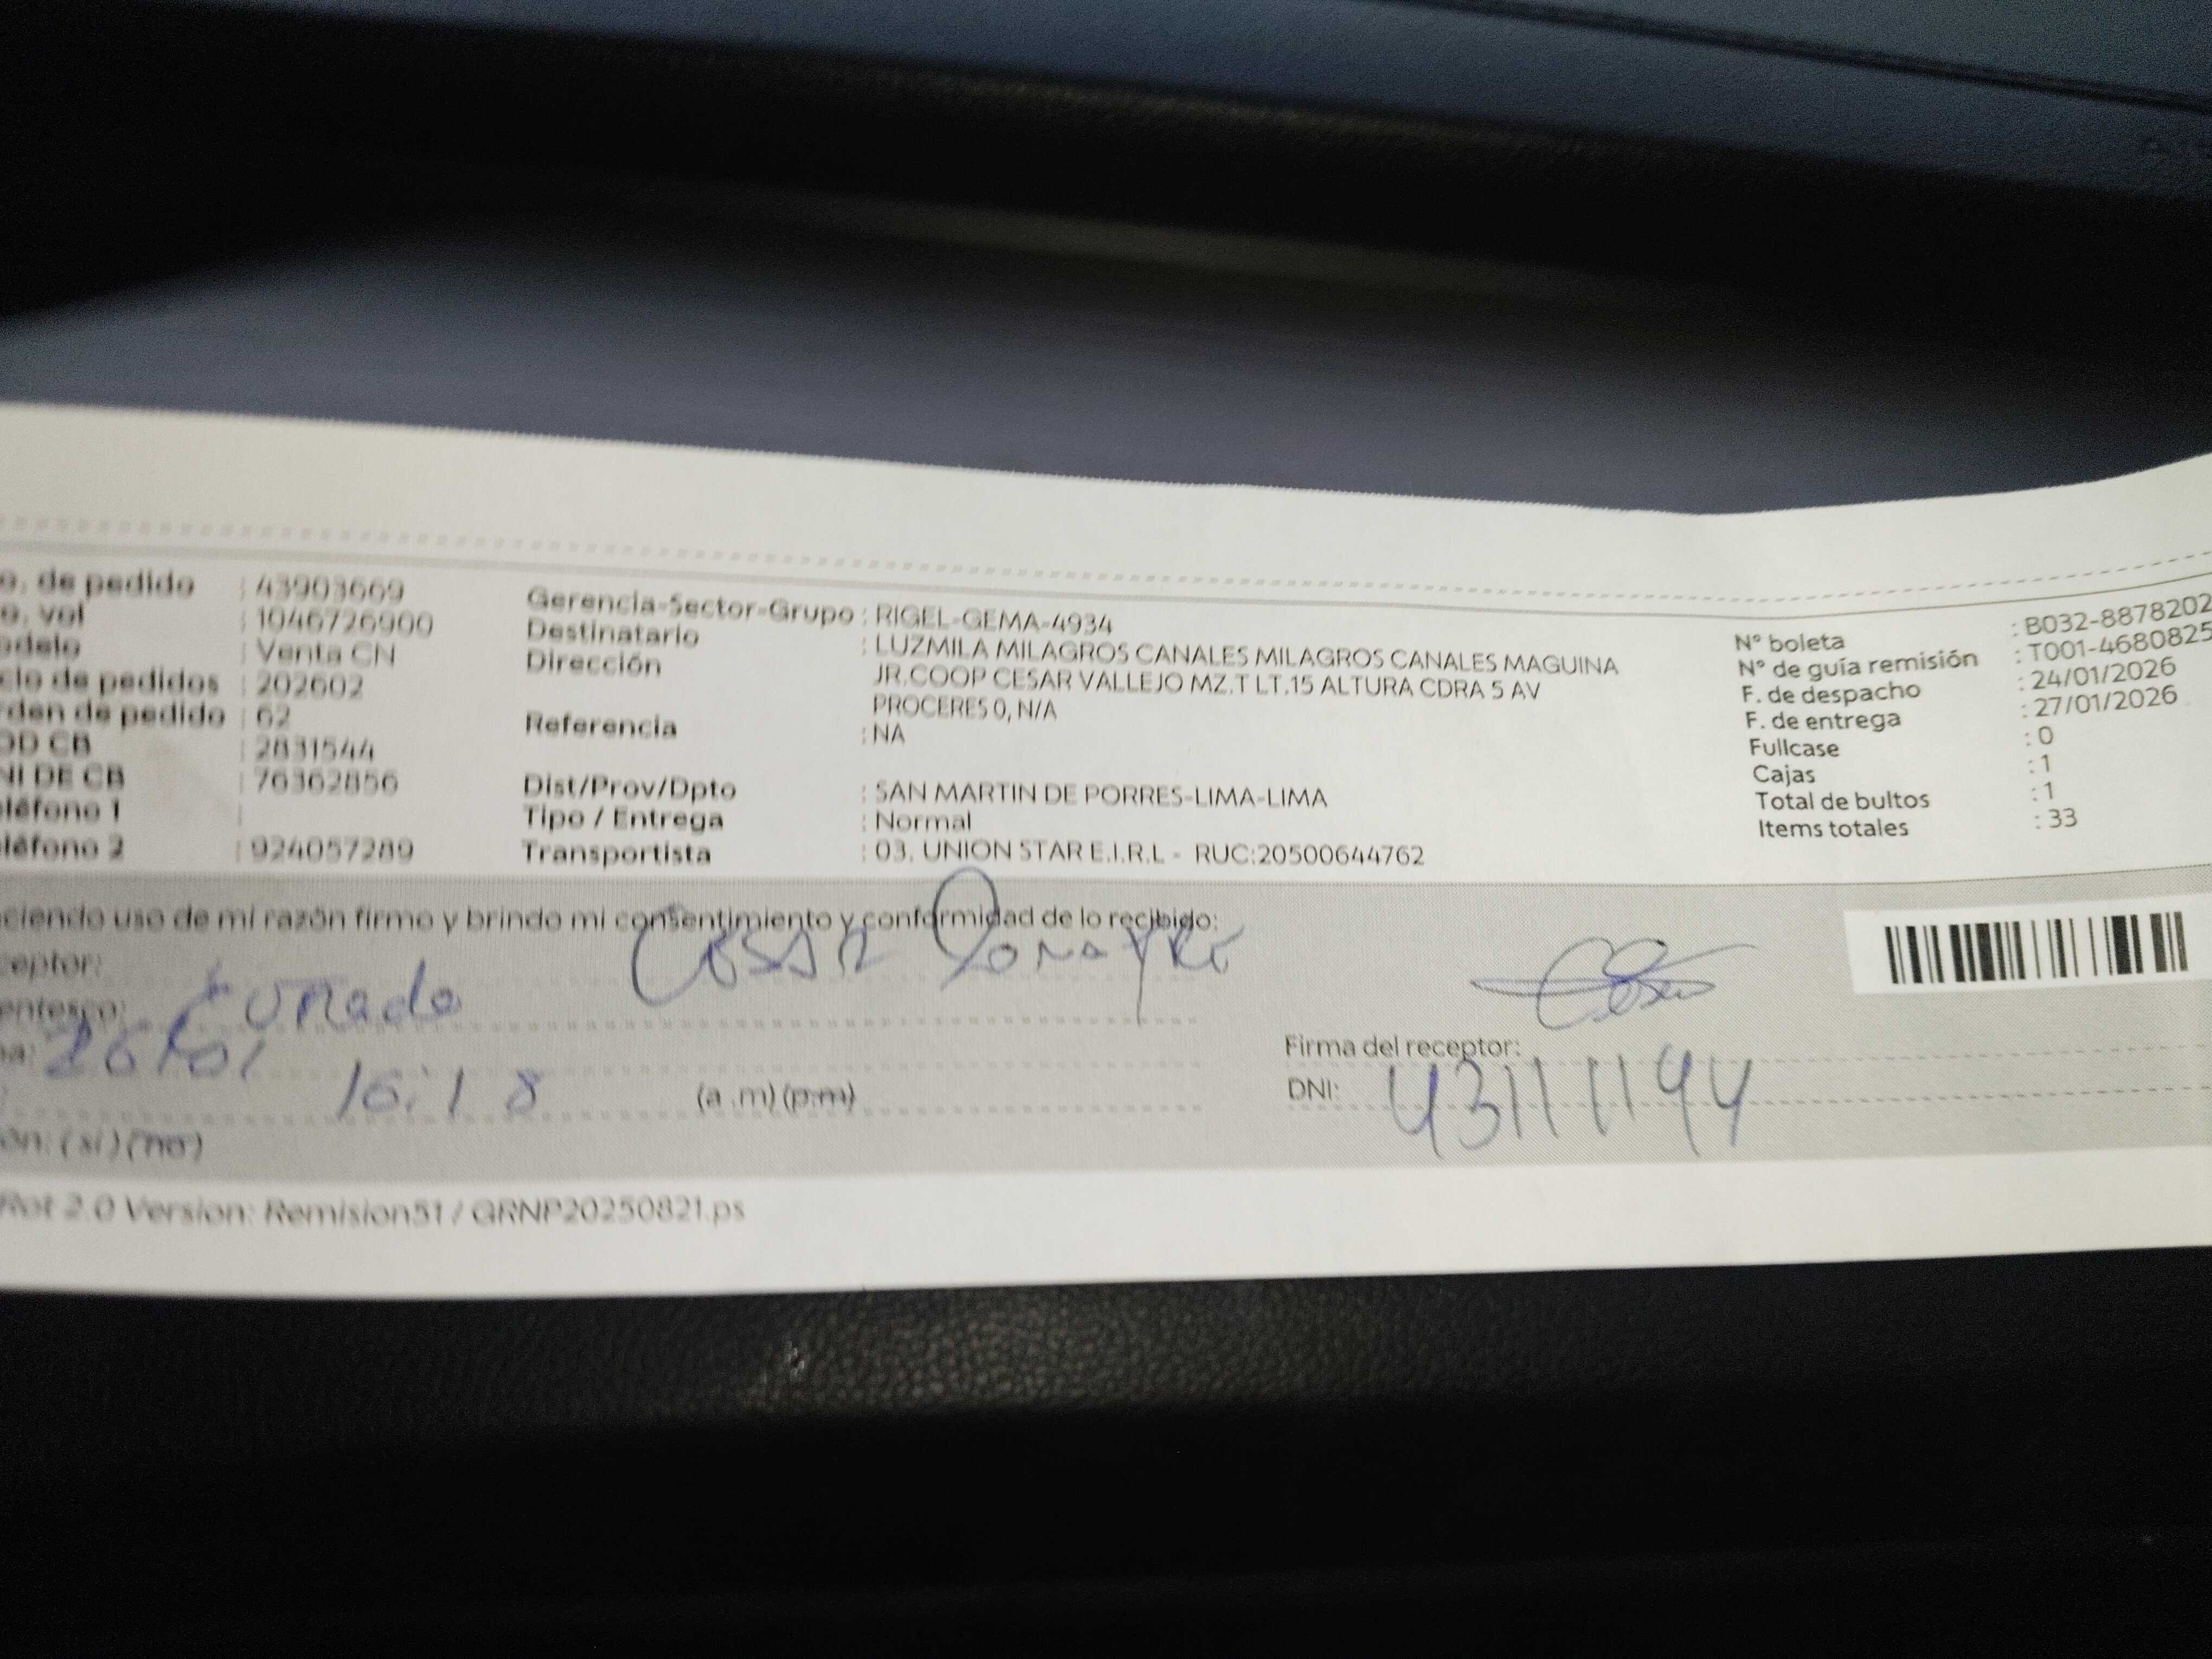 o. de pedido : 43903669
o. vol : 1046726900
odelo : Venta CN
clo de pedidos : 202602
rden de pedido : 62
OD CB : 2831544
NI DE CB : 76362856
eléfono 1 :
eléfono 2 : 924057289
Gerencia-Sector-Grupo : RIGEL-GEMA-4934
Destinatario : LUZMILA MILAGROS CANALES MILAGROS CANALES MAGUINA
Dirección JR.COOP CESAR VALLEJO MZ.T LT.15 ALTURA CDRA 5 AV
PROCERES 0, N/A
Referencia : NA
Dist/Prov/Dpto : SAN MARTIN DE PORRES-LIMA-LIMA
Tipo / Entrega : Normal
Transportista : 03. UNION STAR E.I.R.L - RUC:20500644762
N° boleta : B032-8878202
N° de guía remisión : T001-4680825
F. de despacho : 24/01/2026
F. de entrega : 27/01/2026
Fullcase : 0
Cajas : 1
Total de bultos : 1
Items totales : 33
aciendo uso de mi razón firmo y brindo mi consentimiento y conformidad de lo recibido:
ceptor:
entesco:
ha: 26/01
16:18 (a .m) (p.m)
ón: (si) (no)
Firma del receptor:
DNI: 43111194
Rot 2.0 Version: Remision51 / GRNP20250821.ps